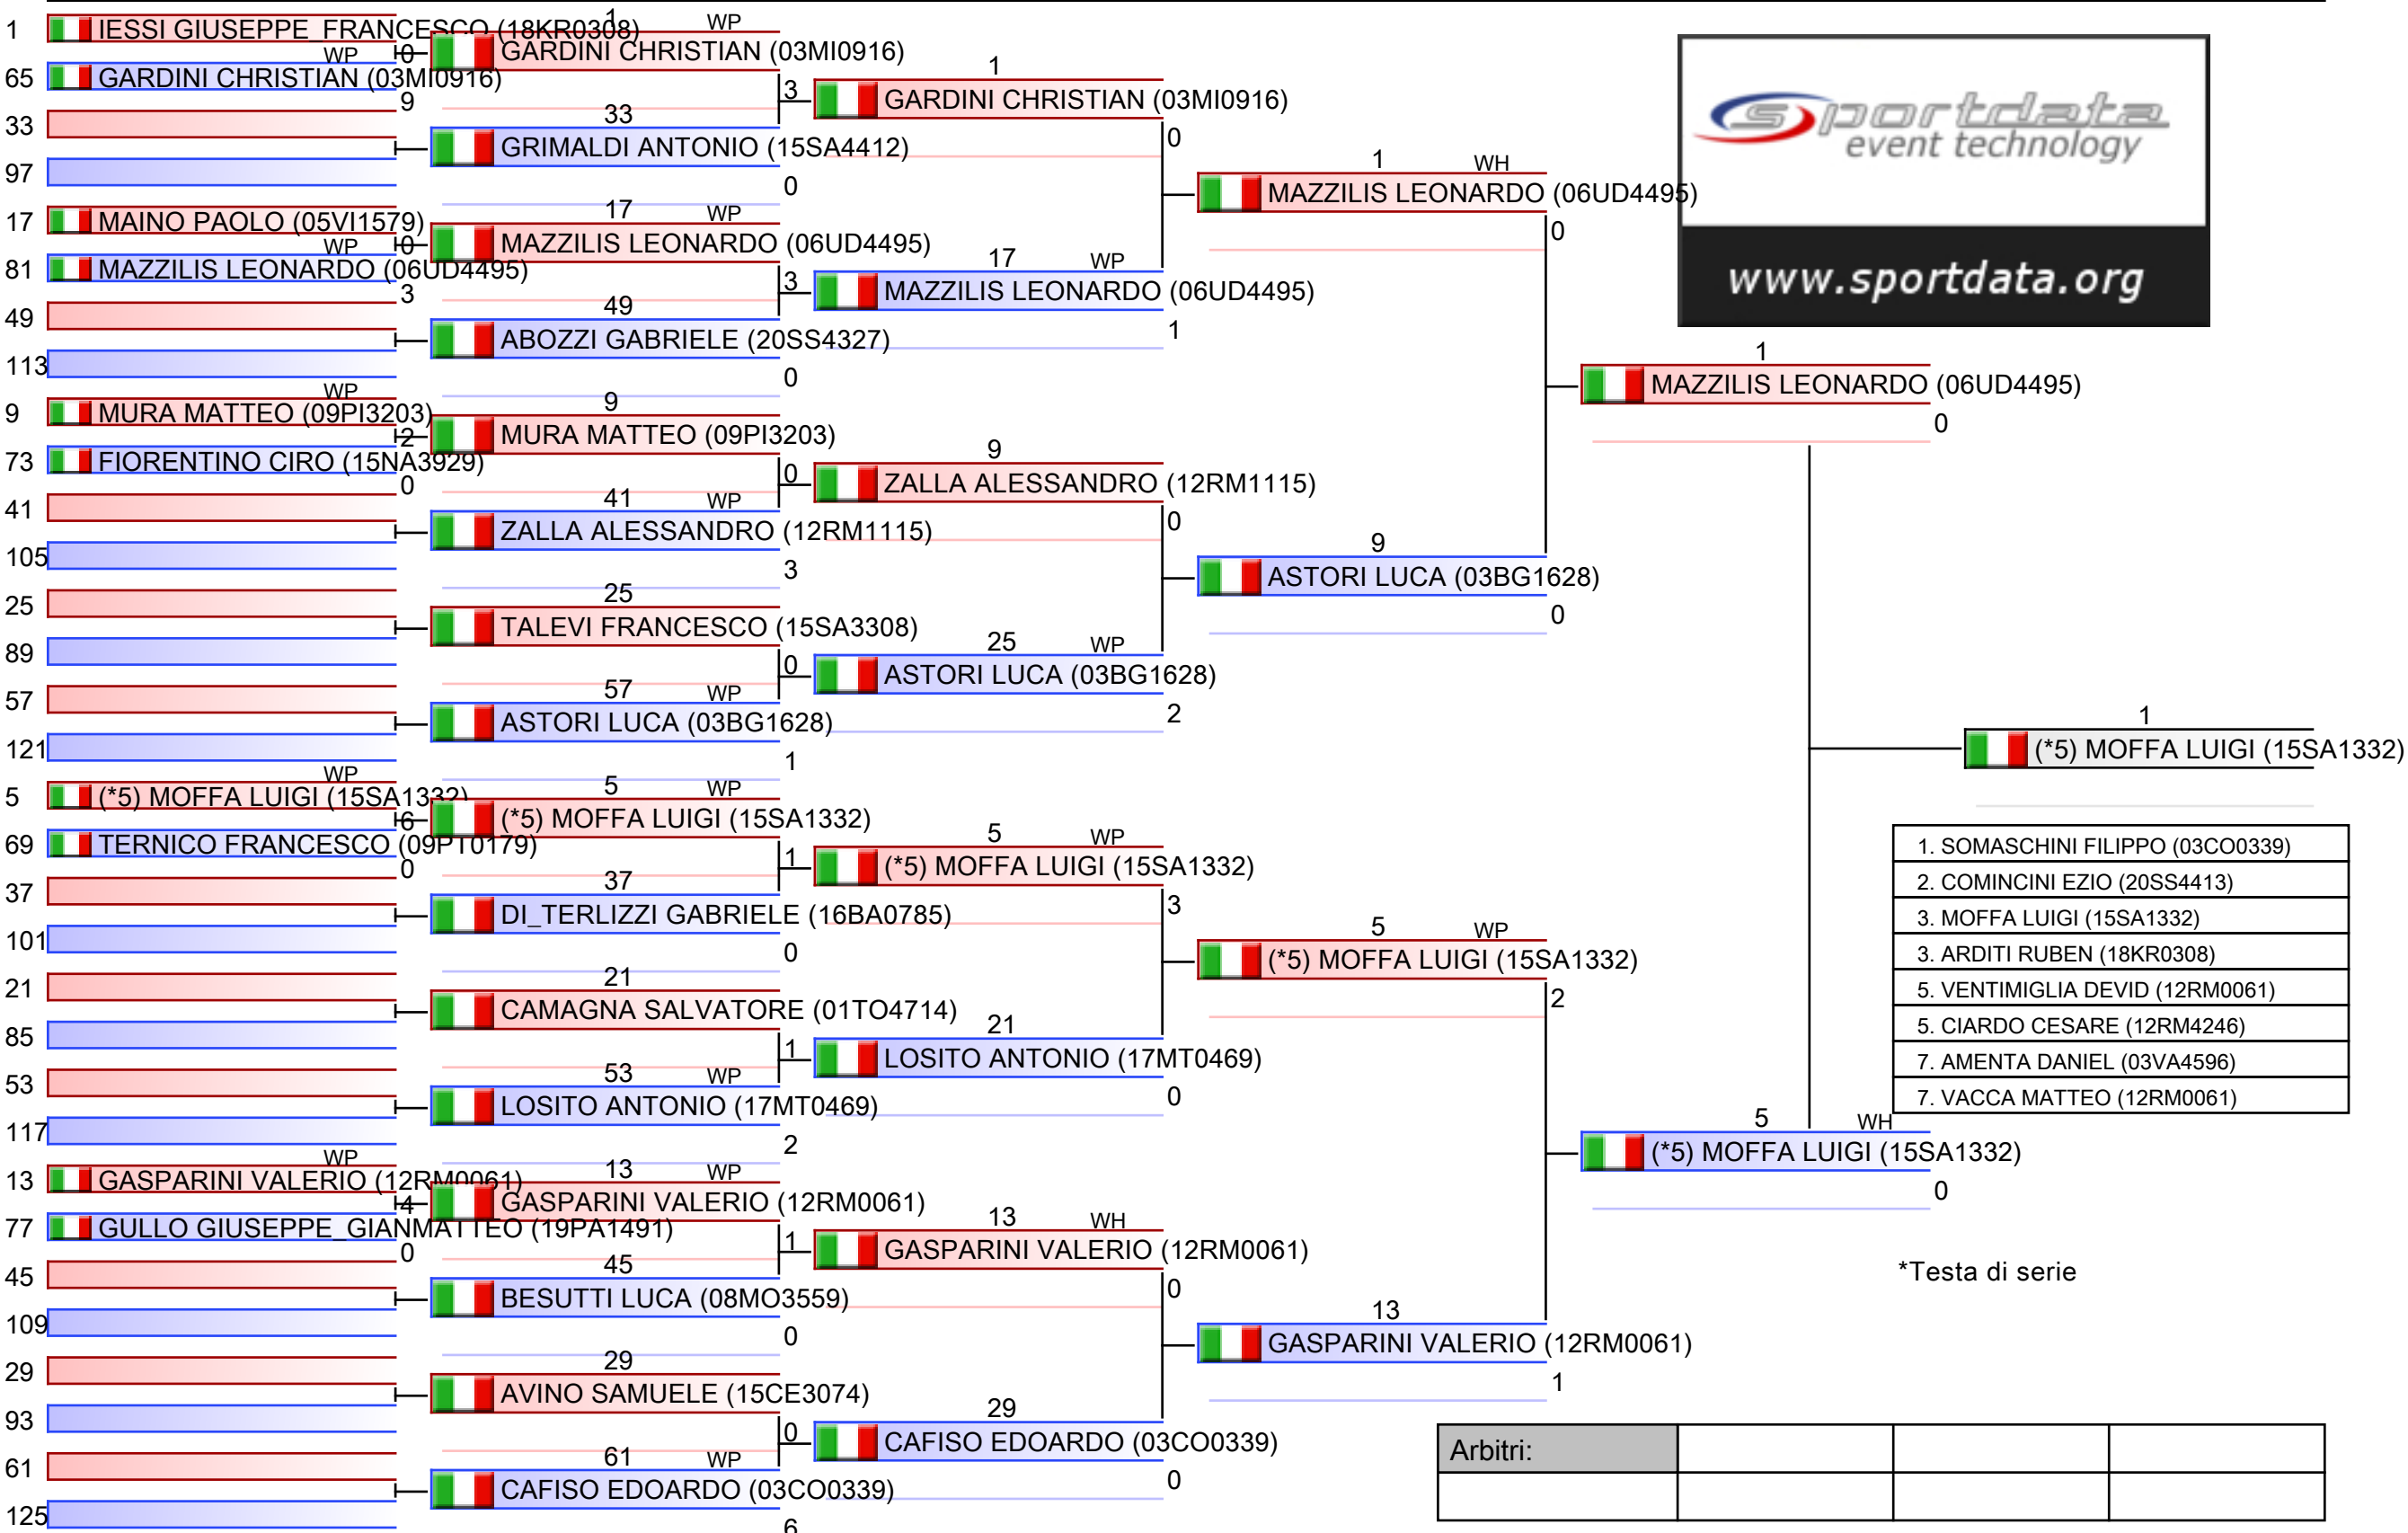 1 IESSI GIUSEPPE_FRANCESCO (18KR0308)
WP 0
65 GARDINI CHRISTIAN (03MI0916)
9
33
97
17 MAINO PAOLO (05VI1579)
WP 0
81 MAZZILIS LEONARDO (06UD4495)
3
49
113
WP
9 MURA MATTEO (09PI3203)
2
73 FIORENTINO CIRO (15NA3929)
0
41
105
25
89
57
121
WP
5 (*5) MOFFA LUIGI (15SA1332)
6
69 TERNICO FRANCESCO (09PT0179)
0
37
101
21
85
53
117
WP
13 GASPARINI VALERIO (12RM0061)
4
77 GULLO GIUSEPPE_GIANMATTEO (19PA1491)
0
45
109
29
93
61
125
1 WP
GARDINI CHRISTIAN (03MI0916)
3
33
GRIMALDI ANTONIO (15SA4412)
0
17 WP
MAZZILIS LEONARDO (06UD4495)
3
49
ABOZZI GABRIELE (20SS4327)
0
9
MURA MATTEO (09PI3203)
0
41 WP
ZALLA ALESSANDRO (12RM1115)
3
25
TALEVI FRANCESCO (15SA3308)
0
57 WP
ASTORI LUCA (03BG1628)
1
5 WP
(*5) MOFFA LUIGI (15SA1332)
1
37
DI_TERLIZZI GABRIELE (16BA0785)
0
21
CAMAGNA SALVATORE (01TO4714)
1
53 WP
LOSITO ANTONIO (17MT0469)
2
13 WP
GASPARINI VALERIO (12RM0061)
1
45
BESUTTI LUCA (08MO3559)
0
29
AVINO SAMUELE (15CE3074)
0
61 WP
CAFISO EDOARDO (03CO0339)
6
1
GARDINI CHRISTIAN (03MI0916)
0
17 WP
MAZZILIS LEONARDO (06UD4495)
1
9
ZALLA ALESSANDRO (12RM1115)
0
25 WP
ASTORI LUCA (03BG1628)
2
5 WP
(*5) MOFFA LUIGI (15SA1332)
3
21
LOSITO ANTONIO (17MT0469)
0
13 WH
GASPARINI VALERIO (12RM0061)
0
29
CAFISO EDOARDO (03CO0339)
0
1 WH
MAZZILIS LEONARDO (06UD4495)
0
9
ASTORI LUCA (03BG1628)
0
5 WP
(*5) MOFFA LUIGI (15SA1332)
2
13
GASPARINI VALERIO (12RM0061)
1
sportdata
event technology
www.sportdata.org
1
MAZZILIS LEONARDO (06UD4495)
0
5 WH
(*5) MOFFA LUIGI (15SA1332)
0
1
(*5) MOFFA LUIGI (15SA1332)
1. SOMASCHINI FILIPPO (03CO0339)
2. COMINCINI EZIO (20SS4413)
3. MOFFA LUIGI (15SA1332)
3. ARDITI RUBEN (18KR0308)
5. VENTIMIGLIA DEVID (12RM0061)
5. CIARDO CESARE (12RM4246)
7. AMENTA DANIEL (03VA4596)
7. VACCA MATTEO (12RM0061)
*Testa di serie
Arbitri: